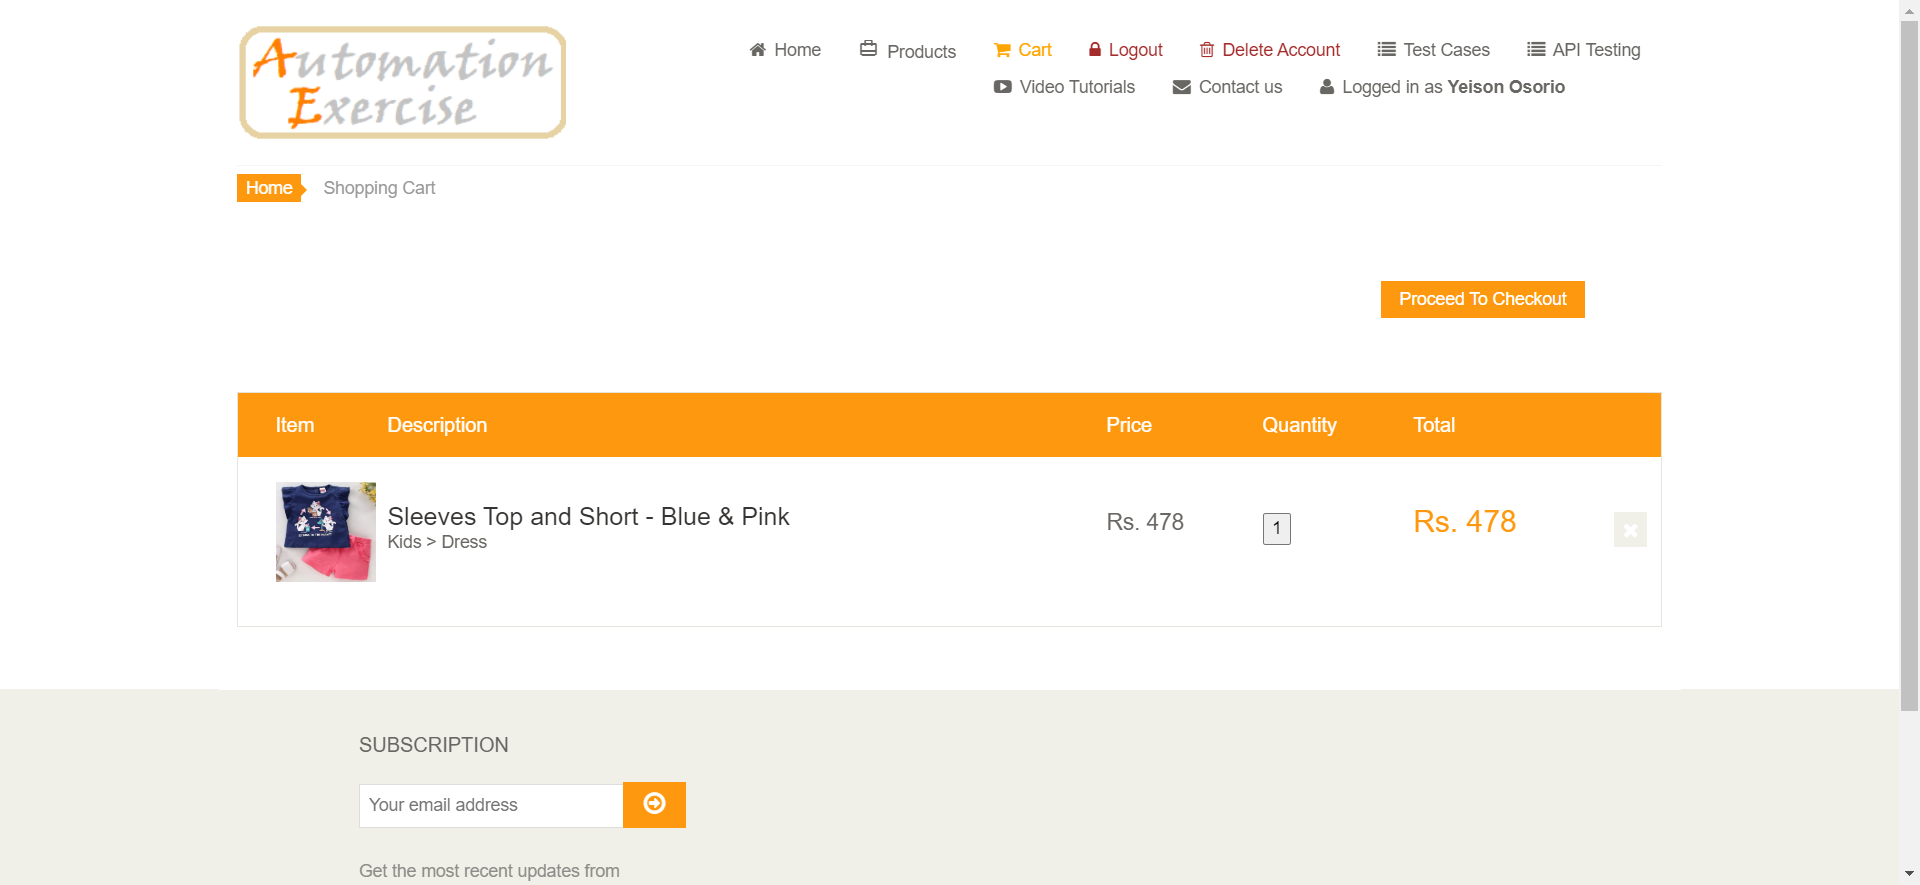 Automation
Exercise
Home Products Cart Logout Delete Account Test Cases API Testing
Video Tutorials Contact us Logged in as Yeison Osorio
Home Shopping Cart
Proceed To Checkout
Item Description Price Quantity Total
Sleeves Top and Short - Blue & Pink Rs. 478 1 Rs. 478
Kids > Dress
SUBSCRIPTION
Your email address
Get the most recent updates from